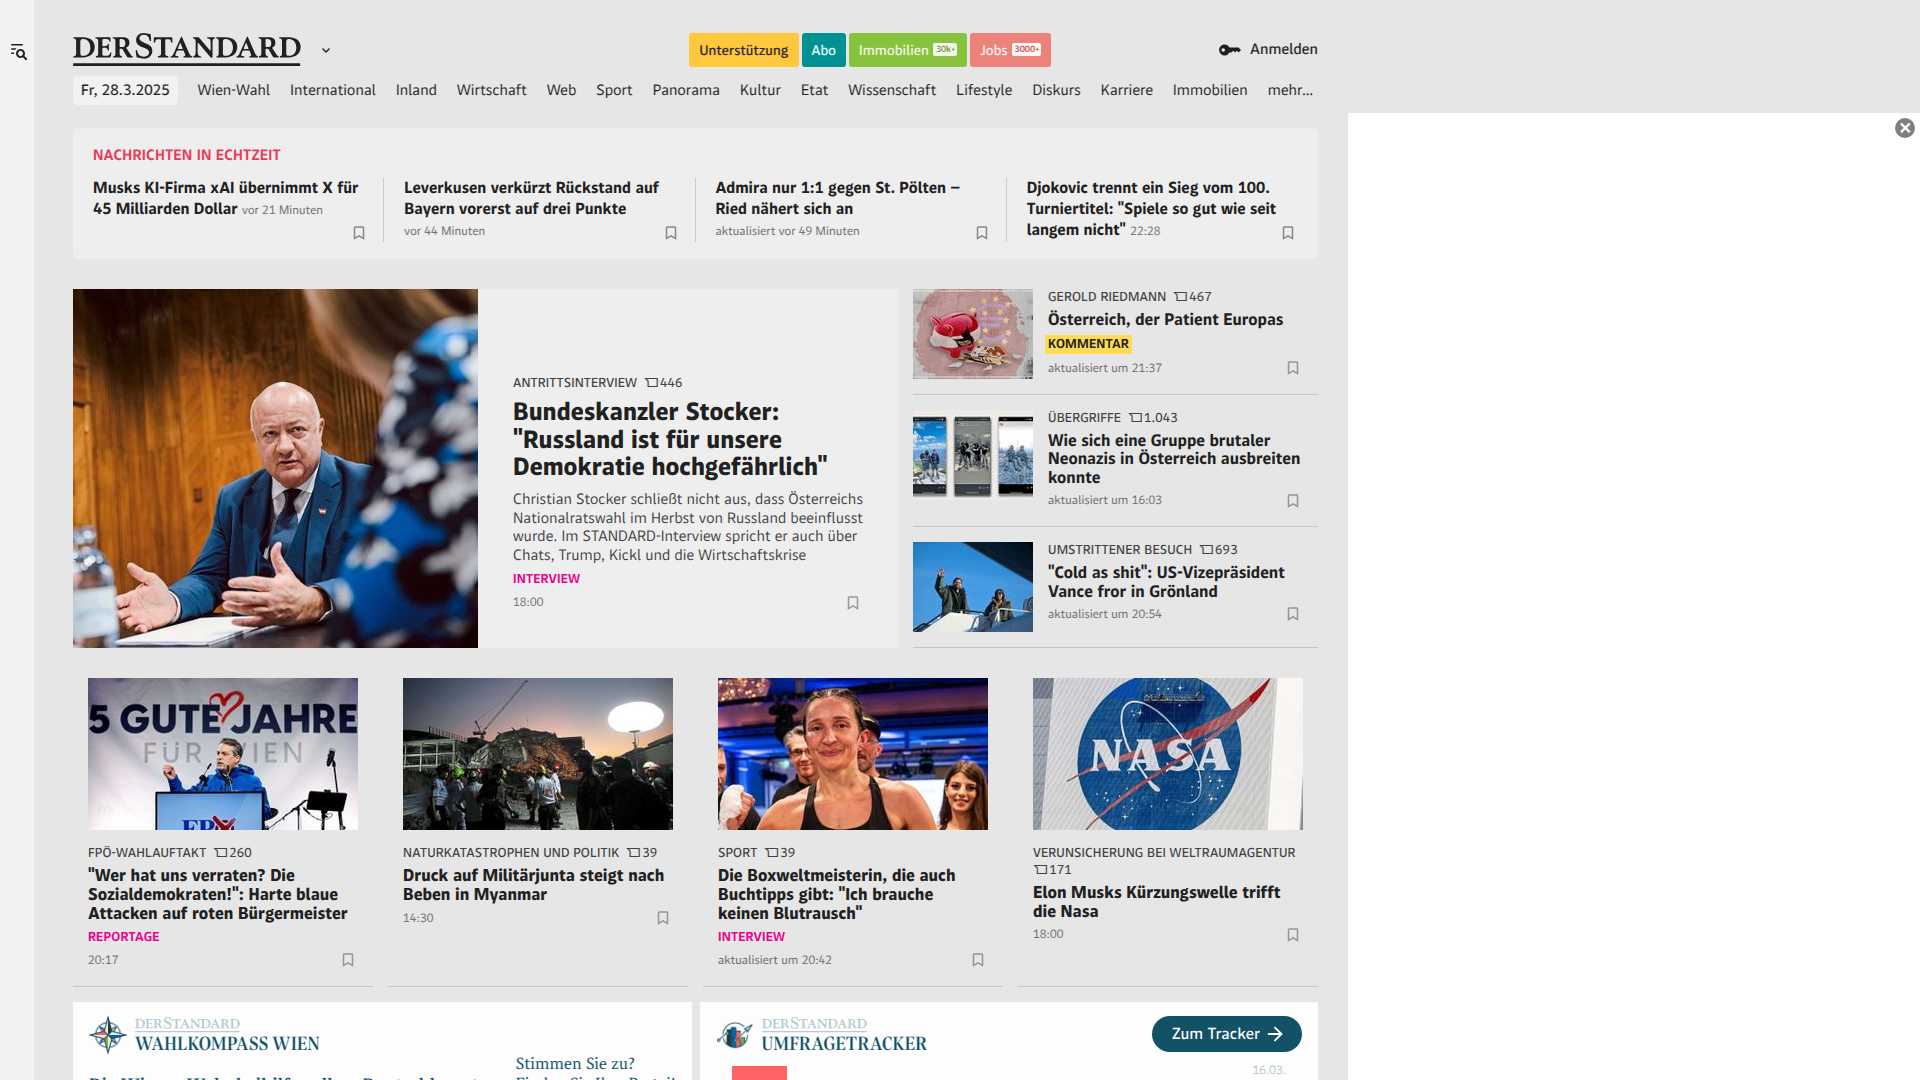 DERSTANDARD
Unterstützung
Abo
Immobilien 30k+
Jobs 3000+
Anmelden
Fr, 28.3.2025
Wien-Wahl
International
Inland
Wirtschaft
Web
Sport
Panorama
Kultur
Etat
Wissenschaft
Lifestyle
Diskurs
Karriere
Immobilien
mehr...
NACHRICHTEN IN ECHTZEIT
Musks KI-Firma xAI übernimmt X für
45 Milliarden Dollar vor 21 Minuten
Leverkusen verkürzt Rückstand auf
Bayern vorerst auf drei Punkte
vor 44 Minuten
Admira nur 1:1 gegen St. Pölten –
Ried nähert sich an
aktualisiert vor 49 Minuten
Djokovic trennt ein Sieg vom 100.
Turniertitel: "Spiele so gut wie seit
langem nicht" 22:28
ANTRITTSINTERVIEW 446
Bundeskanzler Stocker:
"Russland ist für unsere
Demokratie hochgefährlich"
Christian Stocker schließt nicht aus, dass Österreichs
Nationalratswahl im Herbst von Russland beeinflusst
wurde. Im STANDARD-Interview spricht er auch über
Chats, Trump, Kickl und die Wirtschaftskrise
INTERVIEW
18:00
GEROLD RIEDMANN 467
Österreich, der Patient Europas
KOMMENTAR
aktualisiert um 21:37
ÜBERGRIFFE 1.043
Wie sich eine Gruppe brutaler
Neonazis in Österreich ausbreiten
konnte
aktualisiert um 16:03
UMSTRITTENER BESUCH 693
"Cold as shit": US-Vizepräsident
Vance fror in Grönland
aktualisiert um 20:54
5 GUTE JAHRE
FÜR WIEN
FPÖ
FPÖ-WAHLAUFTAKT 260
"Wer hat uns verraten? Die
Sozialdemokraten!": Harte blaue
Attacken auf roten Bürgermeister
REPORTAGE
20:17
NATURKATASTROPHEN UND POLITIK 39
Druck auf Militärjunta steigt nach
Beben in Myanmar
14:30
SPORT 39
Die Boxweltmeisterin, die auch
Buchtipps gibt: "Ich brauche
keinen Blutrausch"
INTERVIEW
aktualisiert um 20:42
NASA
VERUNSICHERUNG BEI WELTRAUMAGENTUR
171
Elon Musks Kürzungswelle trifft
die Nasa
18:00
DERSTANDARD
WAHLKOMPASS WIEN
Stimmen Sie zu?
DERSTANDARD
UMFRAGETRACKER
Zum Tracker
16.03.